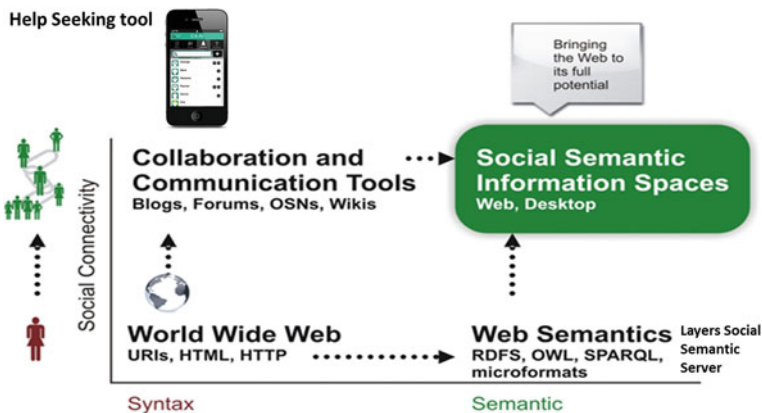 Help Seeking tool
Bringing
the Web to
its full
potential
Collaboration and
Communication Tools
Blogs, Forums, OSNs, Wikis
Social Semantic
Information Spaces
Web, Desktop
Social Connectivity
World Wide Web
URIs, HTML, HTTP
Web Semantics
RDFS, OWL, SPARQL,
microformats
Layers Social
Semantic
Server
Syntax
Semantic